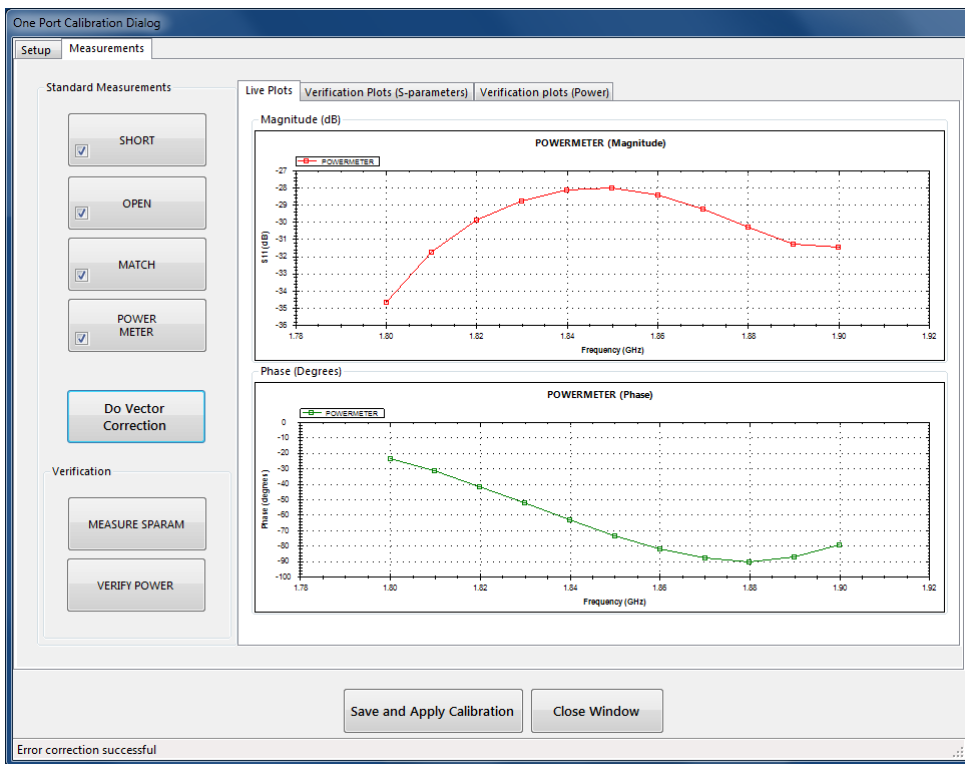 One Port Calibration Dialog
Setup
Measurements
Standard Measurements
SHORT
OPEN
MATCH
POWER
METER
Do Vector
Correction
Verification
MEASURE SPARAM
VERIFY POWER
Live Plots
Verification Plots (S-parameters)
Verification plots (Power)
Magnitude (dB)
POWERMETER (Magnitude)
POWERMETER
-27
-28
-29
-30
-31
-32
-33
-34
-35
-36
S11 (dB)
1.78
1.80
1.82
1.84
1.86
1.88
1.90
1.92
Frequency (GHz)
Phase (Degrees)
POWERMETER (Phase)
POWERMETER
0
-10
-20
-30
-40
-50
-60
-70
-80
-90
-100
Phase (degrees)
1.78
1.80
1.82
1.84
1.86
1.88
1.90
1.92
Frequency (GHz)
Save and Apply Calibration
Close Window
Error correction successful